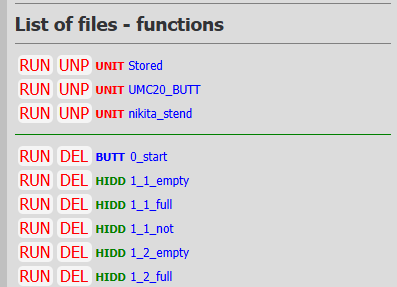 List of files - functions
RUN UNP UNIT Stored
RUN UNP UNIT UMC20_BUTT
RUN UNP UNIT nikita_stend
RUN DEL BUTT 0_start
RUN DEL HIDD 1_1_empty
RUN DEL HIDD 1_1_full
RUN DEL HIDD 1_1_not
RUN DEL HIDD 1_2_empty
RUN DEL HIDD 1_2_full